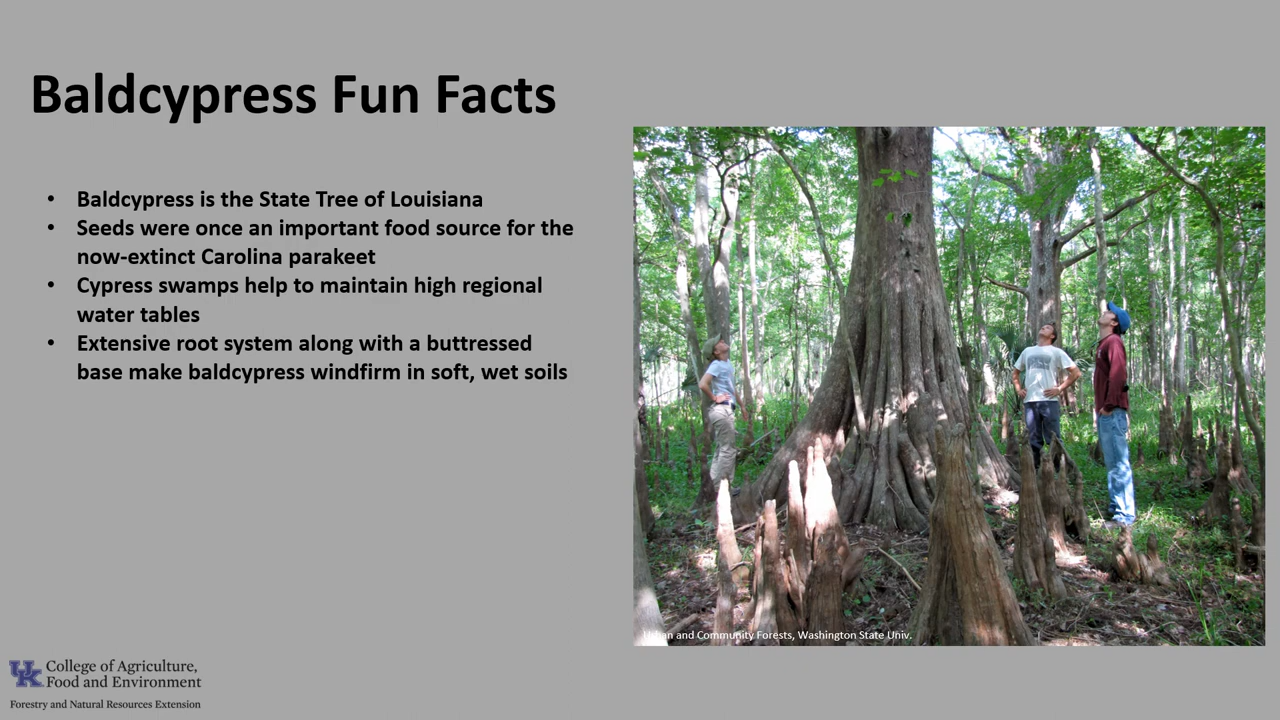 Baldcypress Fun Facts
• Baldcypress is the State Tree of Louisiana
• Seeds were once an important food source for the
now-extinct Carolina parakeet
• Cypress swamps help to maintain high regional
water tables
• Extensive root system along with a buttressed
base make baldcypress windfirm in soft, wet soils
Urban and Community Forests, Washington State Univ.
UK College of Agriculture,
Food and Environment
Forestry and Natural Resources Extension